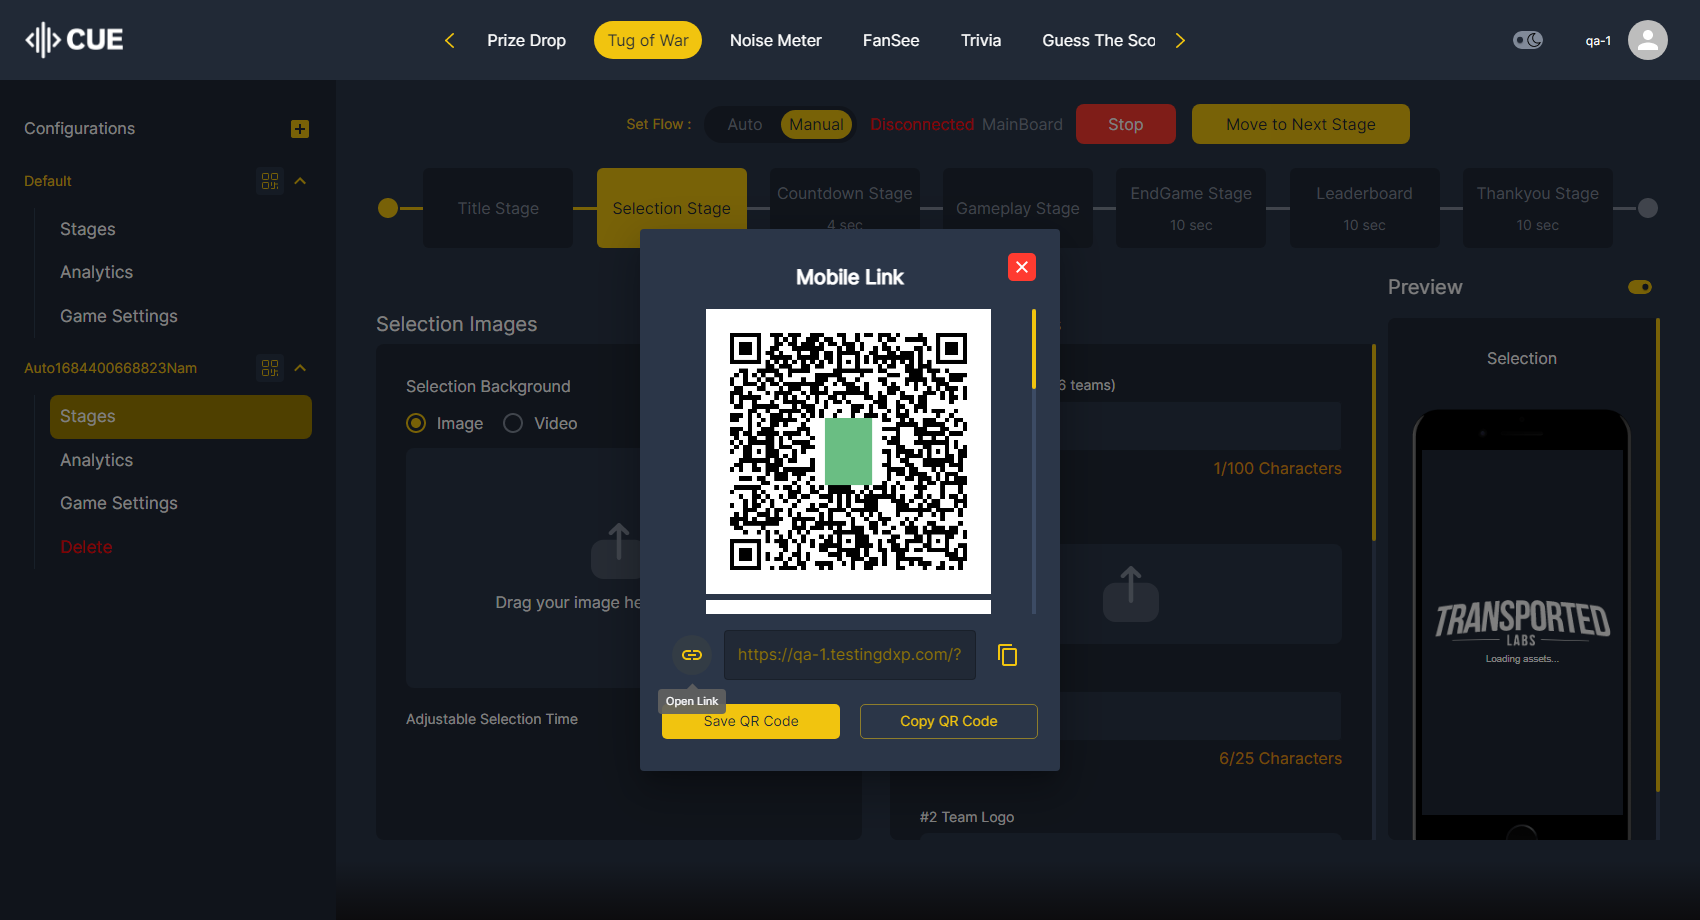 CUE
Prize Drop
Tug of War
Noise Meter
FanSee
Trivia
Guess The Sco
qa-1
Configurations
Default
Stages
Analytics
Game Settings
Auto1684400668823Nam
Stages
Analytics
Game Settings
Delete
Set Flow :
Auto
Manual
Disconnected MainBoard
Stop
Move to Next Stage
Title Stage
Selection Stage
Countdown Stage
4 sec
Gameplay Stage
EndGame Stage
10 sec
Leaderboard
10 sec
Thankyou Stage
10 sec
Selection Images
Selection Background
Image
Video
Drag your image he
Adjustable Selection Time
Mobile Link
https://qa-1.testingdxp.com/?
Open Link
Save QR Code
Copy QR Code
6 teams)
1/100 Characters
6/25 Characters
#2 Team Logo
Preview
Selection
TRANSPORTED
LABS
Loading assets...